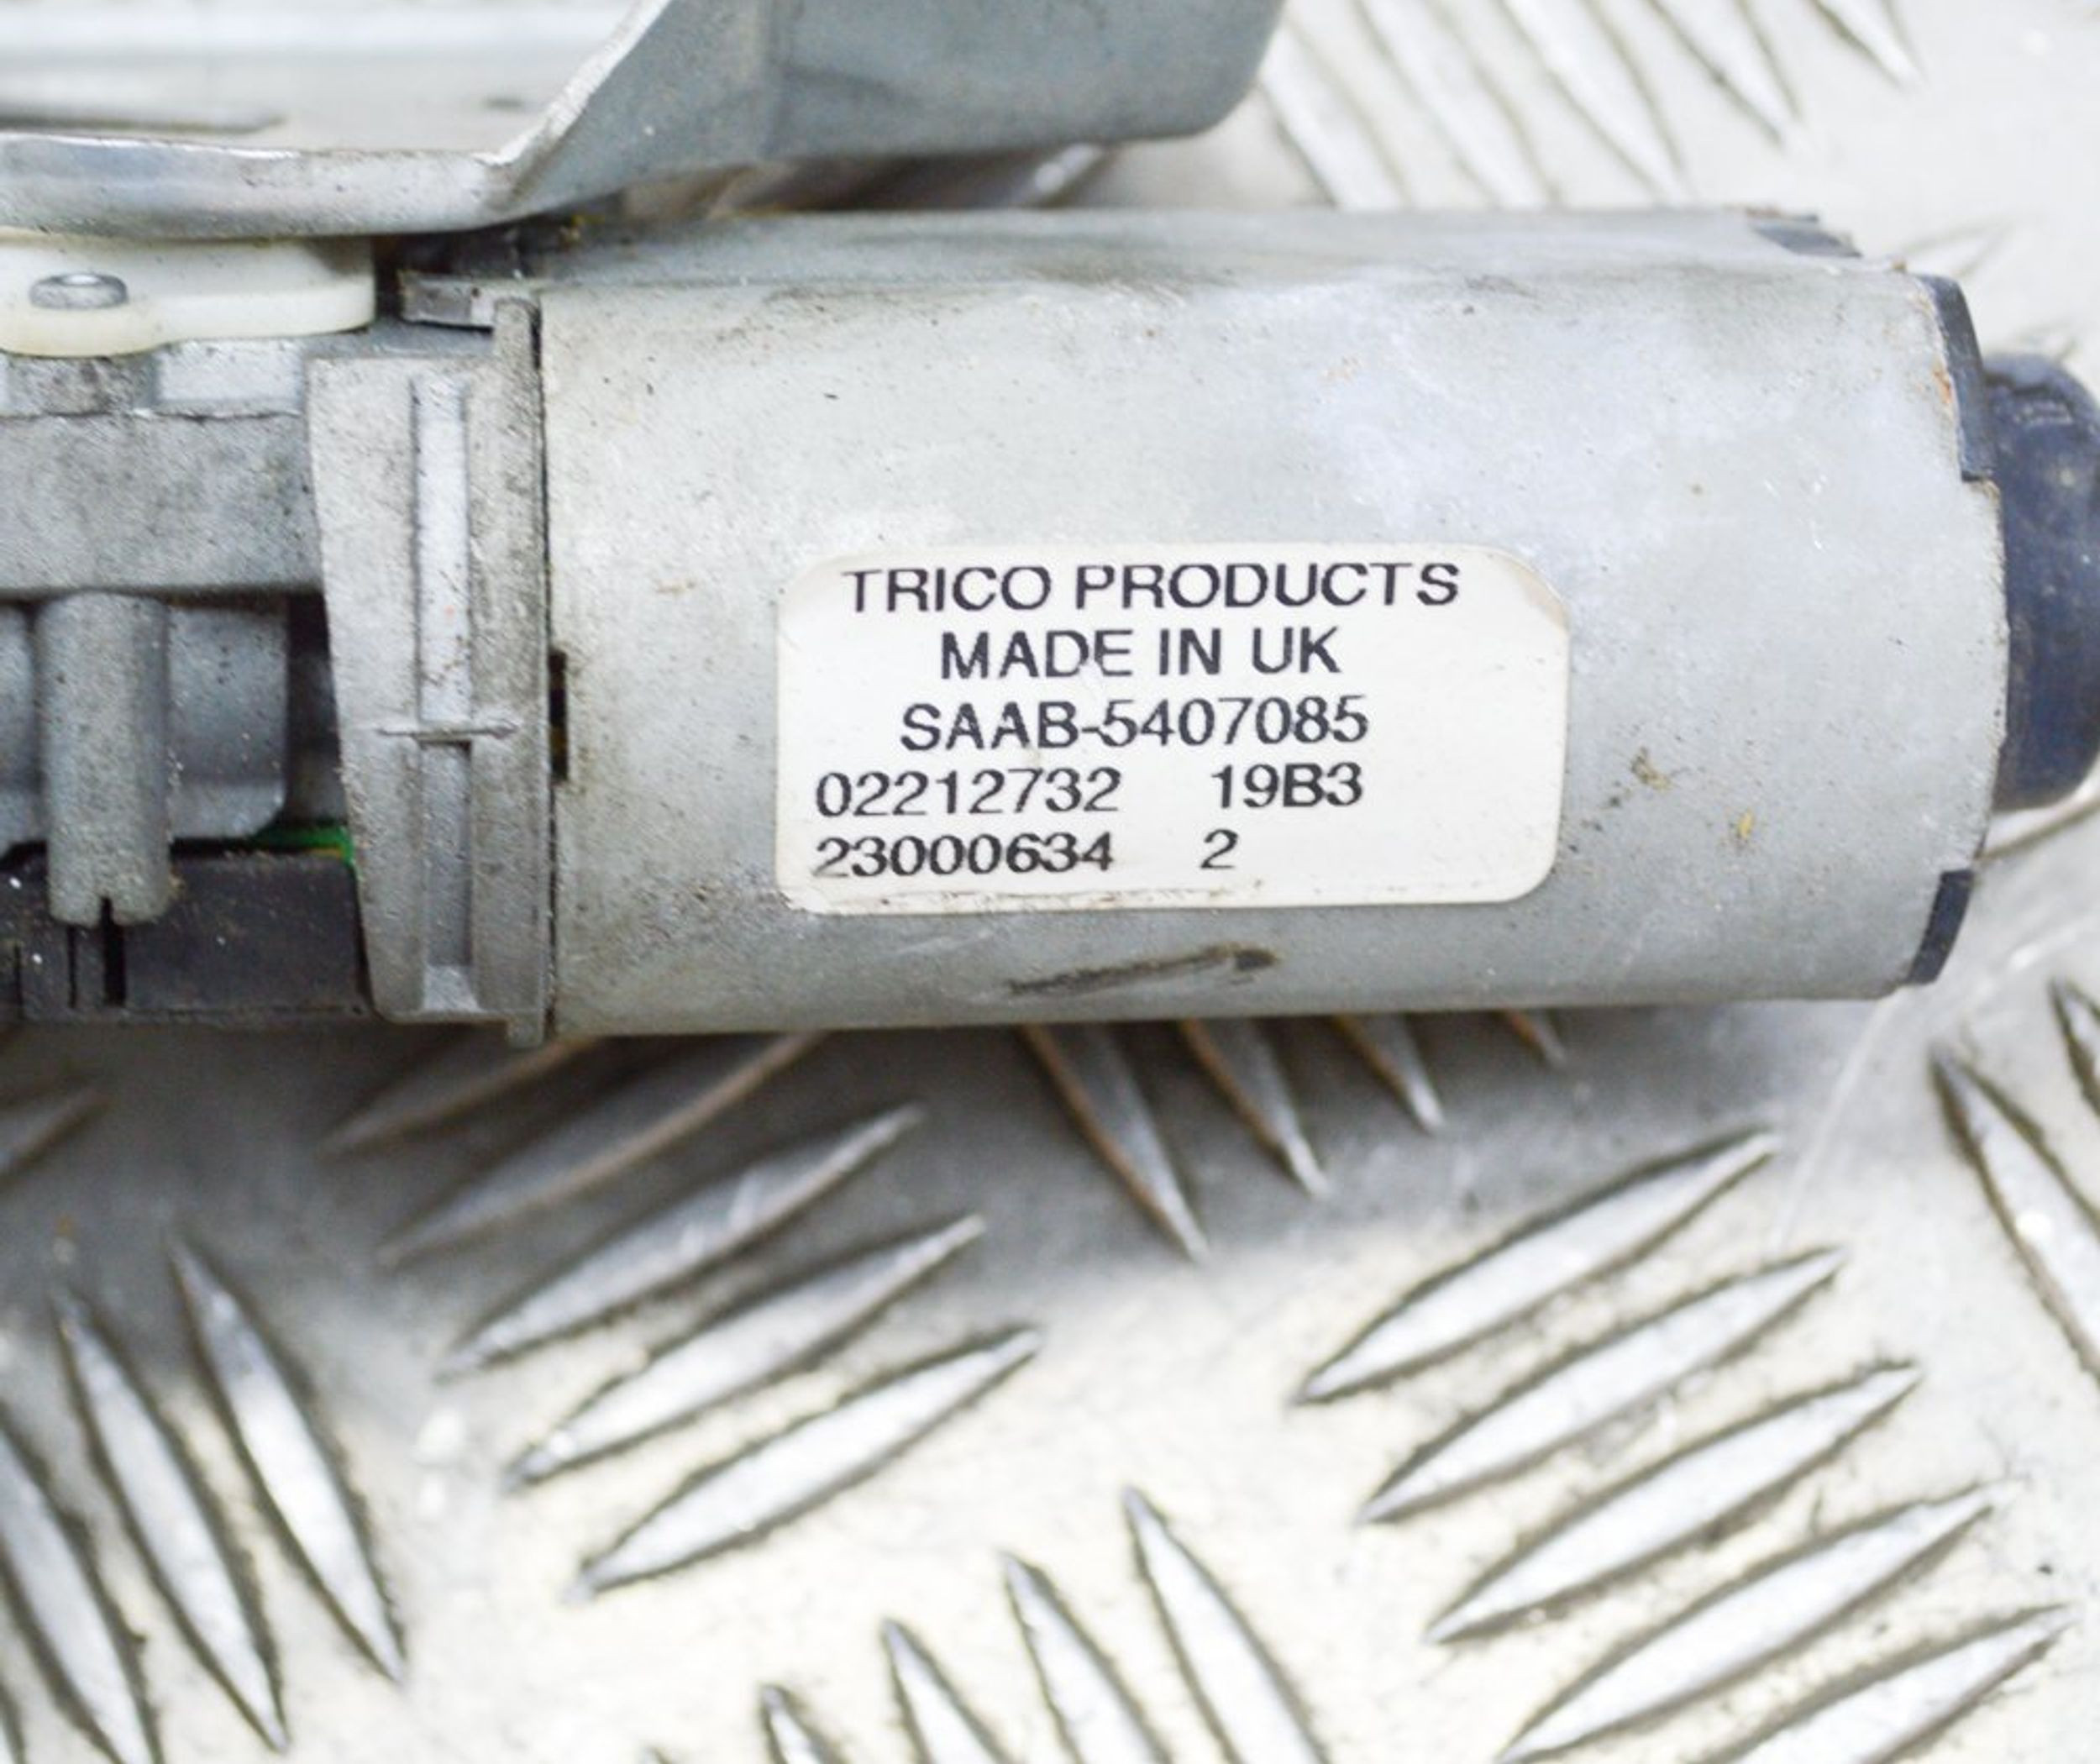 TRICO PRODUCTS
MADE IN UK
SAAB-5407085
02212732 19B3
23000634 2